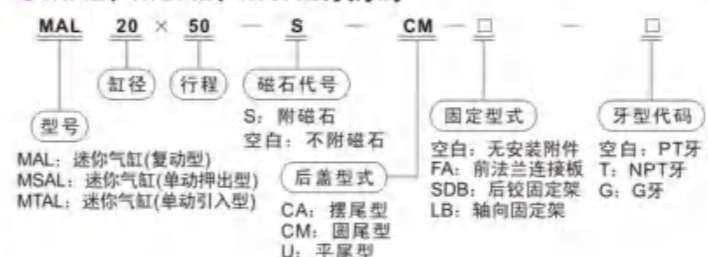 MAL 20 × 50 — S — CM — □ — □
缸径
行程
磁石代号
S：附磁石
空白：不附磁石
型号
MAL：迷你气缸(复动型)
MSAL：迷你气缸(单动押出型)
MTAL：迷你气缸(单动引入型)
后盖型式
CA：摆尾型
CM：圆尾型
U：平尾型
固定型式
空白：无安装附件
FA：前法兰连接板
SDB：后铰固定架
LB：轴向固定架
牙型代码
空白：PT牙
T：NPT牙
G：G牙